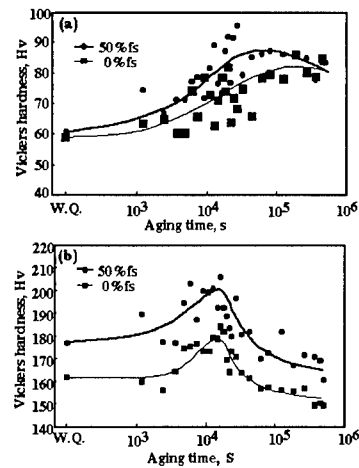 (a)
50%fs
0%fs
Vickers hardness, Hv
100
90
80
70
60
50
40
W.Q. 10³ 10⁴ 10⁵ 10⁶
Aging time, s
(b)
50%fs
0%fs
Vickers hardness, Hv
220
210
200
190
180
170
160
150
140
W.Q. 10³ 10⁴ 10⁵ 10⁶
Aging time, S